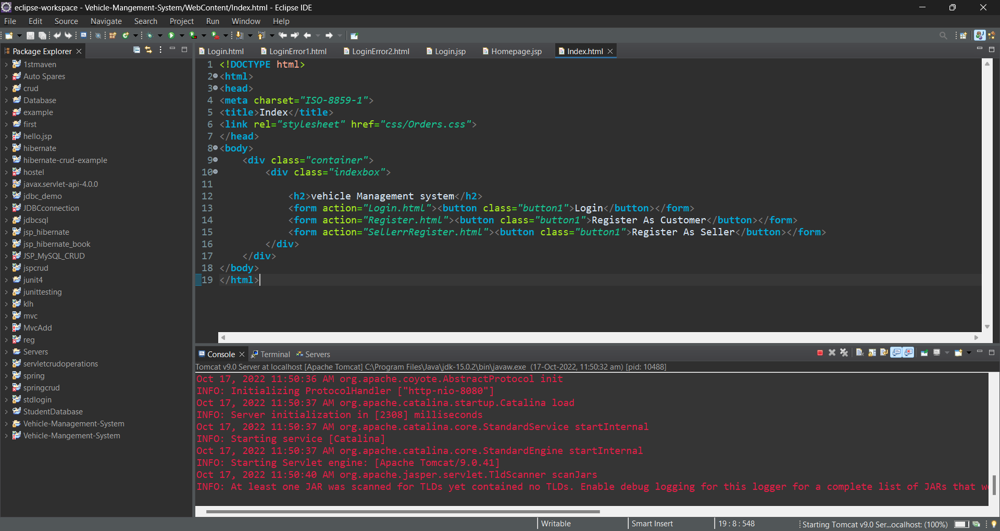 eclipse-workspace - Vehicle-Mangement-System/WebContent/Index.html - Eclipse IDE
File Edit Source Navigate Search Project Run Window Help
Package Explorer
1stmaven
Auto Spares
crud
Database
example
first
hello.jsp
hibernate
hibernate-crud-example
hostel
javax.servlet-api-4.0.0
jdbc_demo
JDBCconnection
jdbcsql
jsp_hibernate
jsp_hibernate_book
JSP_MySQL_CRUD
jspcrud
junit4
junittesting
klh
mvc
MvcAdd
reg
Servers
servletcrudoperations
spring
springcrud
stdlogin
StudentDatabase
Vehicle-Management-System
Vehicle-Mangement-System
Login.html LoginError1.html LoginError2.html Login.jsp Homepage.jsp Index.html
1 <!DOCTYPE html>
2 <html>
3 <head>
4 <meta charset="ISO-8859-1">
5 <title>Index</title>
6 <link rel="stylesheet" href="css/Orders.css">
7 </head>
8 <body>
9 <div class="container">
10 <div class="indexbox">
11
12 <h2>vehicle Management system</h2>
13 <form action="Login.html"><button class="button1">Login</button></form>
14 <form action="Register.html"><button class="button1">Register As Customer</button></form>
15 <form action="SellerrRegister.html"><button class="button1">Register As Seller</button></form>
16 </div>
17 </div>
18 </body>
19 </html>
Console Terminal Servers
Tomcat v9.0 Server at localhost [Apache Tomcat] C:\Program Files\Java\jdk-15.0.2\bin\javaw.exe (17-Oct-2022, 11:50:32 am) [pid: 10488]
Oct 17, 2022 11:50:36 AM org.apache.coyote.AbstractProtocol init
INFO: Initializing ProtocolHandler ["http-nio-8080"]
Oct 17, 2022 11:50:37 AM org.apache.catalina.startup.Catalina load
INFO: Server initialization in [2308] milliseconds
Oct 17, 2022 11:50:37 AM org.apache.catalina.core.StandardService startInternal
INFO: Starting service [Catalina]
Oct 17, 2022 11:50:37 AM org.apache.catalina.core.StandardEngine startInternal
INFO: Starting Servlet engine: [Apache Tomcat/9.0.41]
Oct 17, 2022 11:50:40 AM org.apache.jasper.servlet.TldScanner scanJars
INFO: At least one JAR was scanned for TLDs yet contained no TLDs. Enable debug logging for this logger for a complete list of JARs that w
Writable Smart Insert 19 : 8 : 548 Starting Tomcat v9.0 Ser...ocalhost: (100%)